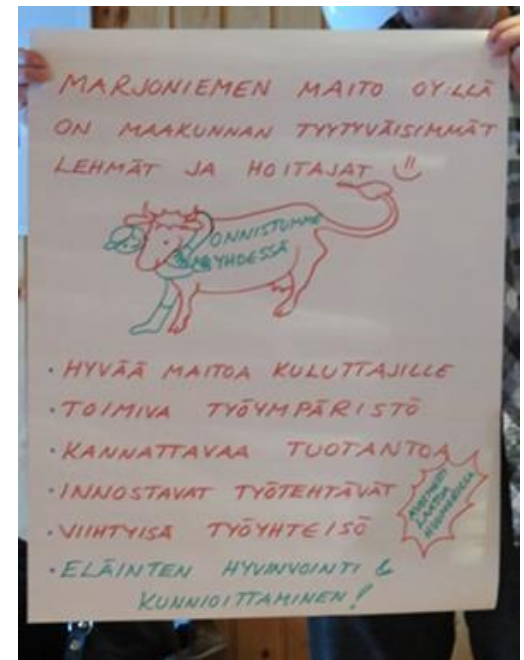 MARJONIEMEN MAITO OY:LLÄ
ON MAAKUNNAN TYYTYVÄISIMMÄT
LEHMÄT JA HOITAJAT
ONNISTUMME
YHDESSÄ
• HYVÄÄ MAITOA KULUTTAJILLE
• TOIMIVA TYÖYMPÄRISTÖ
• KANNATTAVAA TUOTANTOA
• INNOSTAVAT TYÖTEHTÄVÄT
• VIIHTYISÄ TYÖYHTEISÖ
• ELÄINTEN HYVINVOINTI &
KUNNIOITTAMINEN!
HUUMORILLA